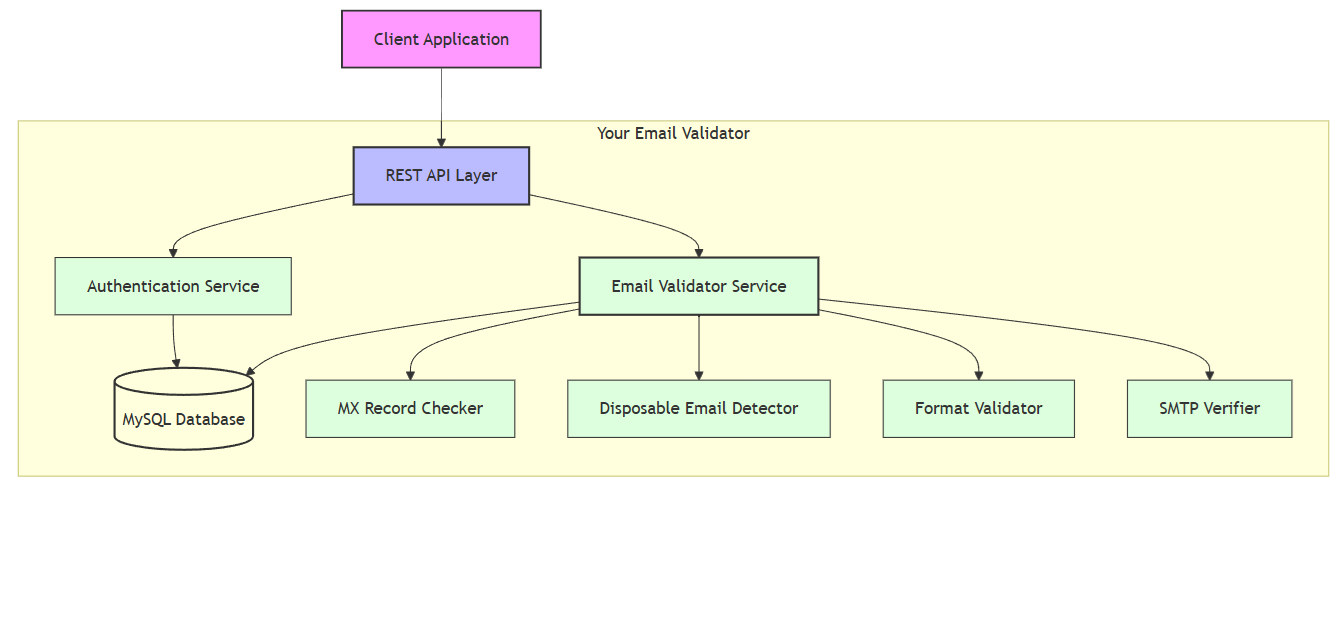 Client Application
Your Email Validator
REST API Layer
Authentication Service
Email Validator Service
MySQL Database
MX Record Checker
Disposable Email Detector
Format Validator
SMTP Verifier